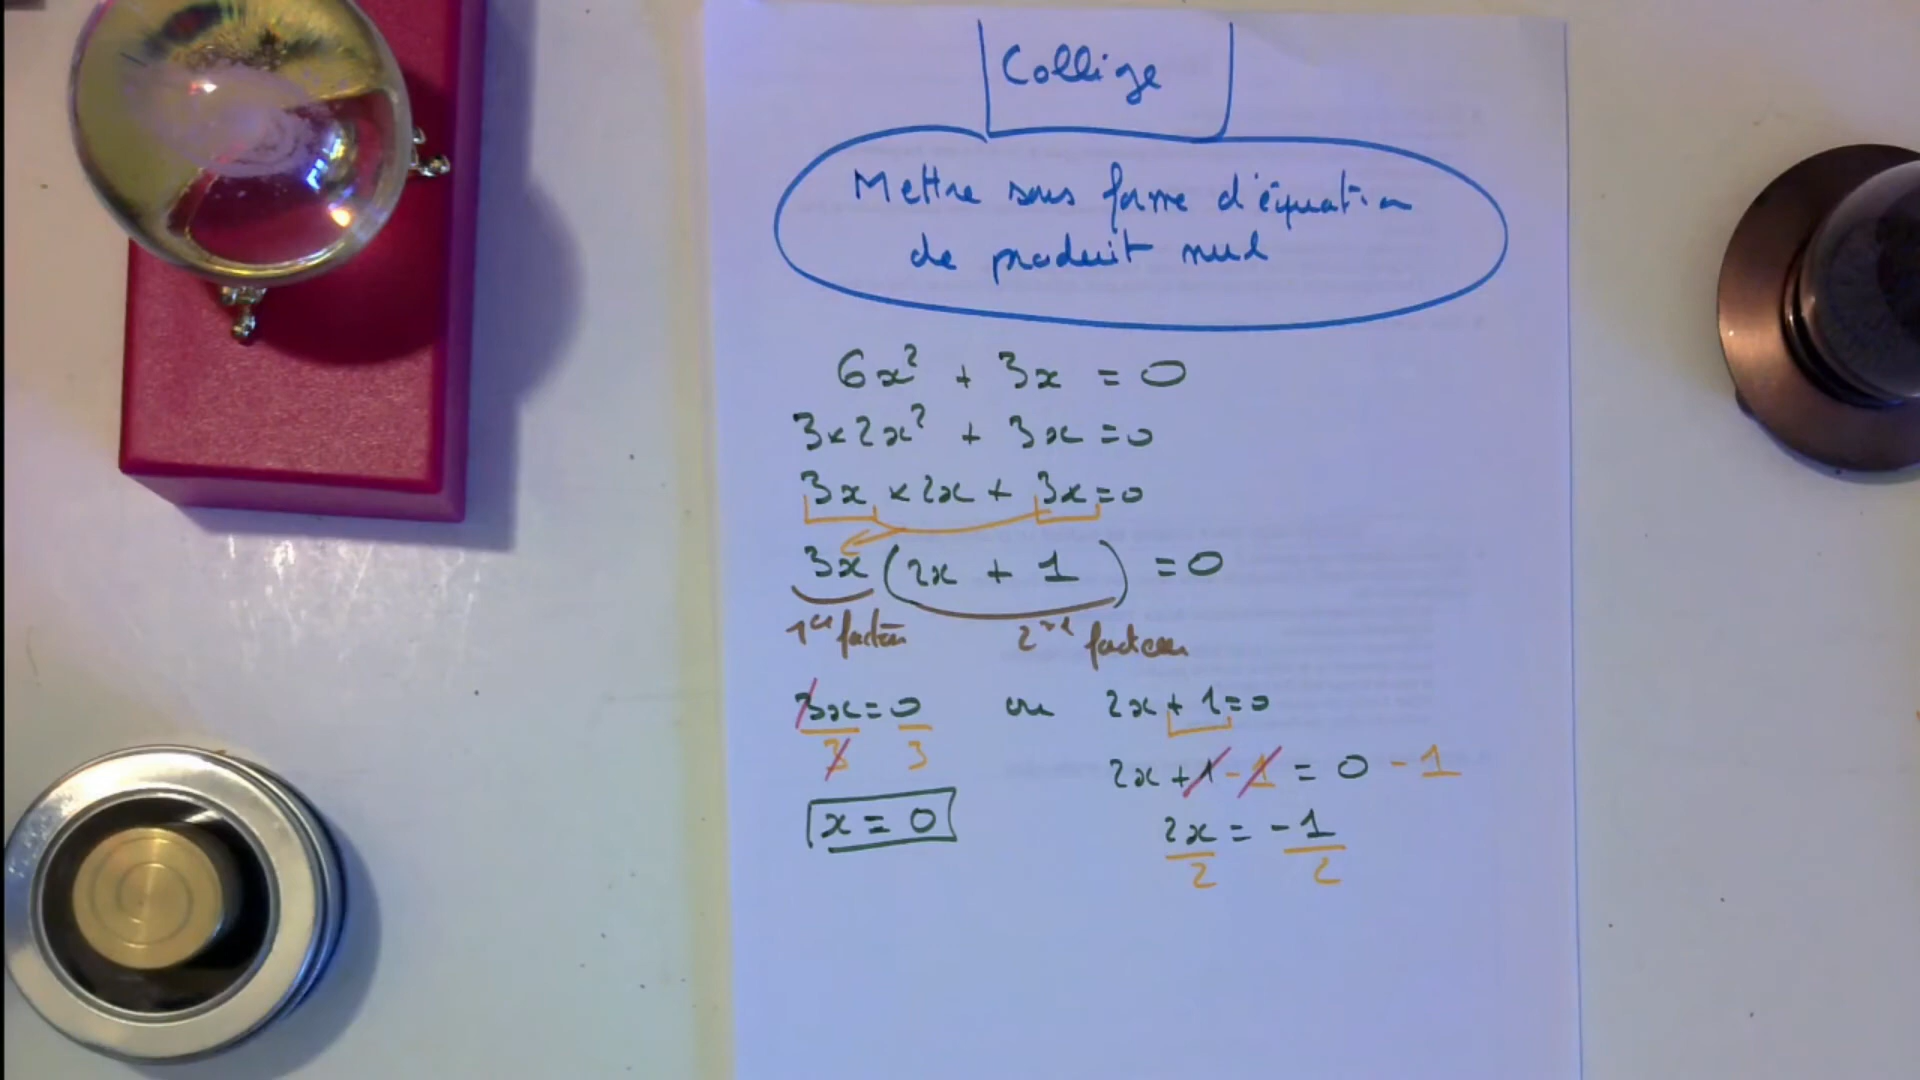 Collège
Mettre sous forme d'équation
de produit nul
6x² + 3x = 0
3×2x² + 3x = 0
3x × 2x + 3x = 0
3x (2x + 1) = 0
1er facteur 2nd facteur
3x = 0 ou 2x + 1 = 0
3 3
2x + 1 - 1 = 0 - 1
x = 0
2x = -1
2 2